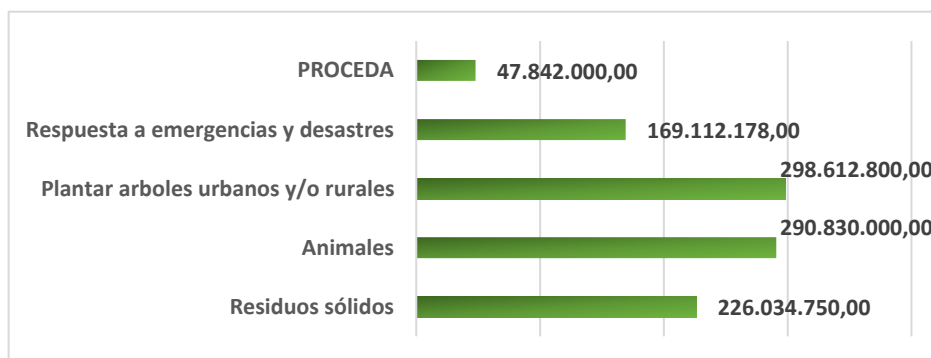 PROCEDA 47.842.000,00
Respuesta a emergencias y desastres 169.112.178,00
Plantar arboles urbanos y/o rurales 298.612.800,00
Animales 290.830.000,00
Residuos sólidos 226.034.750,00